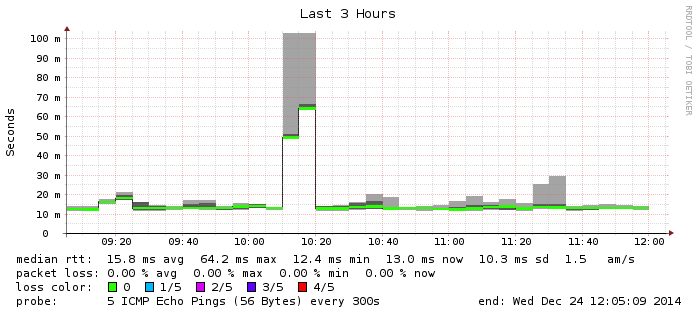 Last 3 Hours
RRDTOOL / TOBI OETIKER
Seconds
100 m
90 m
80 m
70 m
60 m
50 m
40 m
30 m
20 m
10 m
0
09:20 09:40 10:00 10:20 10:40 11:00 11:20 11:40 12:00
median rtt: 15.8 ms avg 64.2 ms max 12.4 ms min 13.0 ms now 10.3 ms sd 1.5 am/s
packet loss: 0.00 % avg 0.00 % max 0.00 % min 0.00 % now
loss color: 0 1/5 2/5 3/5 4/5
probe: 5 ICMP Echo Pings (56 Bytes) every 300s end: Wed Dec 24 12:05:09 2014